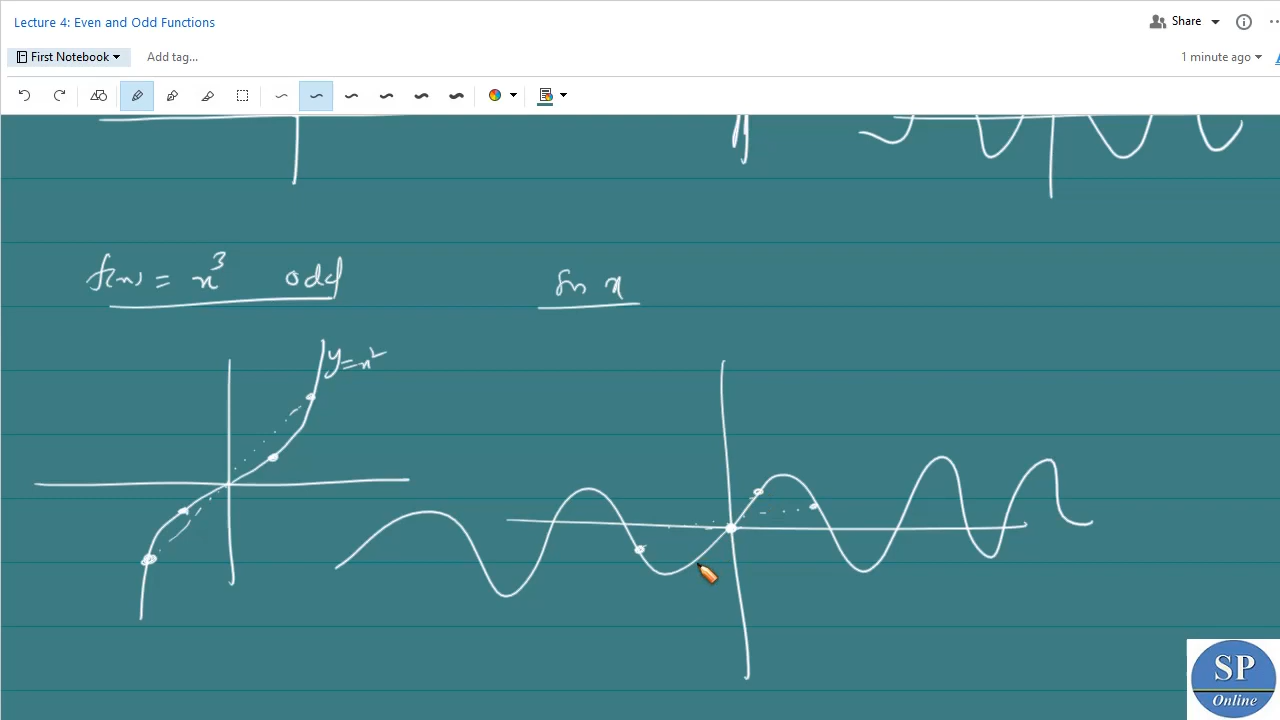 Lecture 4: Even and Odd Functions
Share
First Notebook
Add tag...
1 minute ago
f(x) = x³ odd
Sin x
y=x²
SP
Online